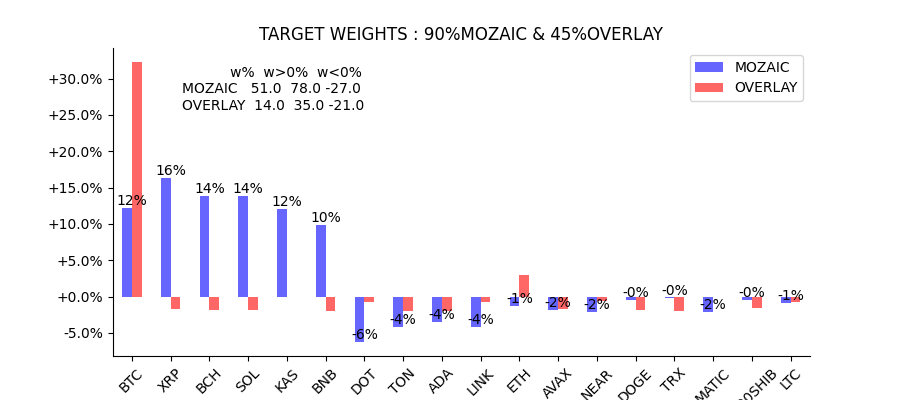 TARGET WEIGHTS : 90%MOZAIC & 45%OVERLAY
w% w>0% w<0%
MOZAIC 51.0 78.0 -27.0
OVERLAY 14.0 35.0 -21.0
MOZAIC
OVERLAY
+30.0%
+25.0%
+20.0%
+15.0%
+10.0%
+5.0%
+0.0%
-5.0%
12%
16%
14%
14%
12%
10%
-6%
-4%
-4%
-4%
-1%
-2%
-2%
-0%
-0%
-2%
-0%
-1%
BTC
XRP
BCH
SOL
KAS
BNB
DOT
TON
ADA
LINK
ETH
AVAX
NEAR
DOGE
TRX
MATIC
0SHIB
LTC